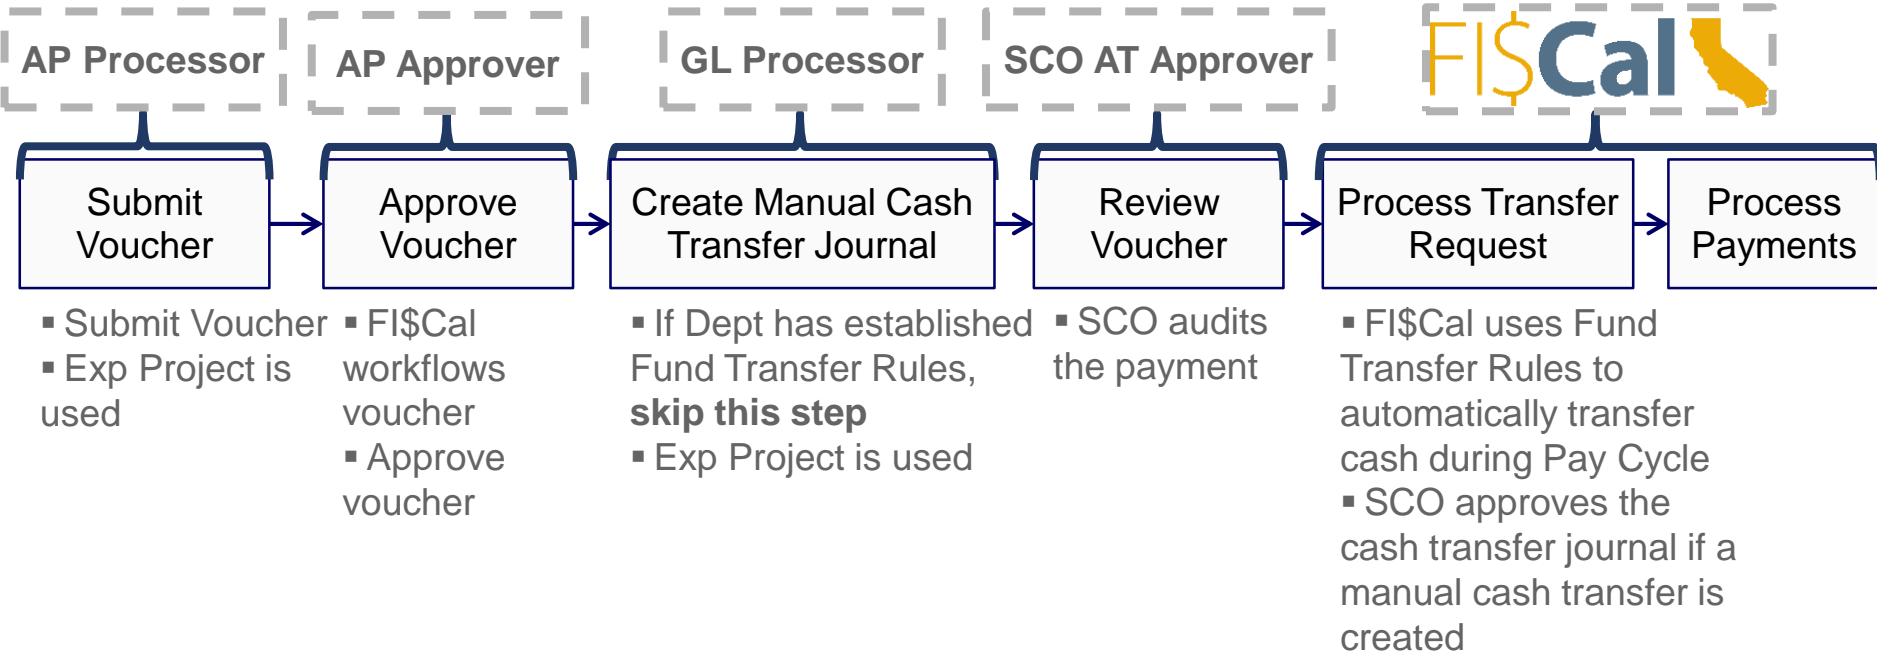 AP Processor
AP Approver
GL Processor
SCO AT Approver
FI$Cal
Submit
Voucher
Approve
Voucher
Create Manual Cash
Transfer Journal
Review
Voucher
Process Transfer
Request
Process
Payments
▪ Submit Voucher
▪ Exp Project is
used
▪ FI$Cal
workflows
voucher
▪ Approve
voucher
▪ If Dept has established
Fund Transfer Rules,
skip this step
▪ Exp Project is used
▪ SCO audits
the payment
▪ FI$Cal uses Fund
Transfer Rules to
automatically transfer
cash during Pay Cycle
▪ SCO approves the
cash transfer journal if a
manual cash transfer is
created